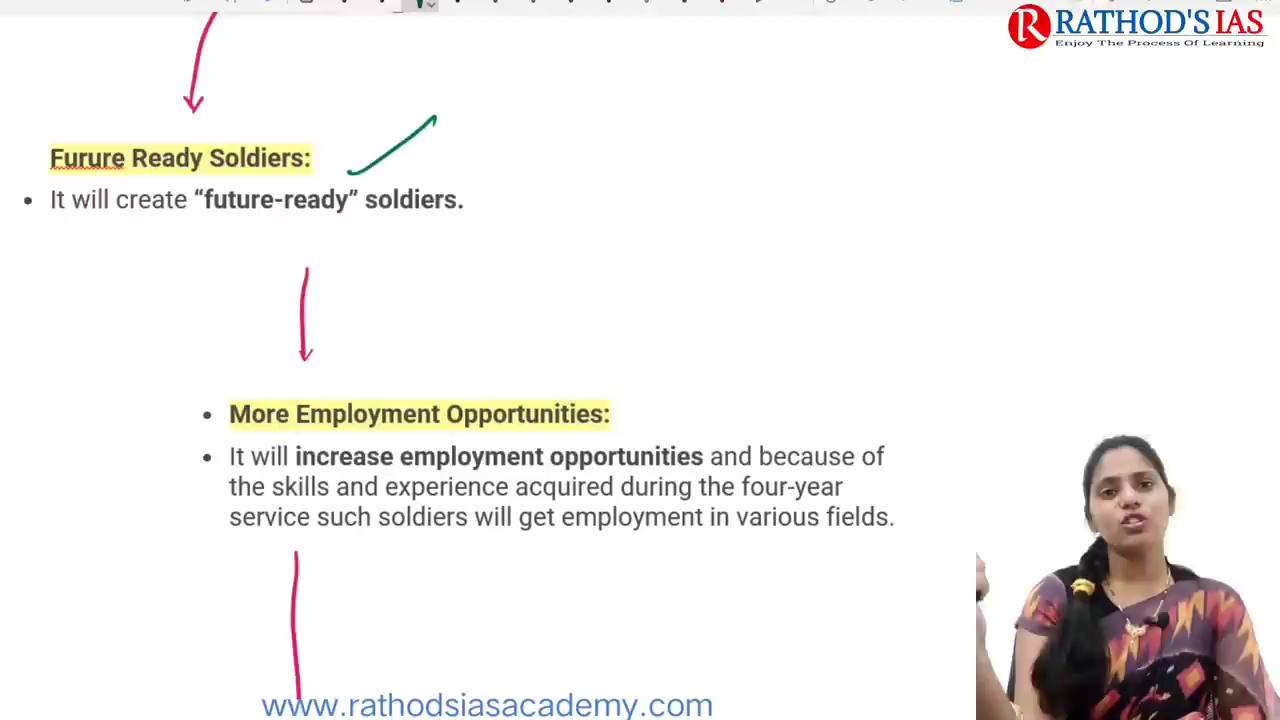 RATHOD'S IAS
Enjoy The Process Of Learning
Furure Ready Soldiers:
• It will create “future-ready” soldiers.
• More Employment Opportunities:
• It will increase employment opportunities and because of
the skills and experience acquired during the four-year
service such soldiers will get employment in various fields.
www.rathodsiasacademy.com